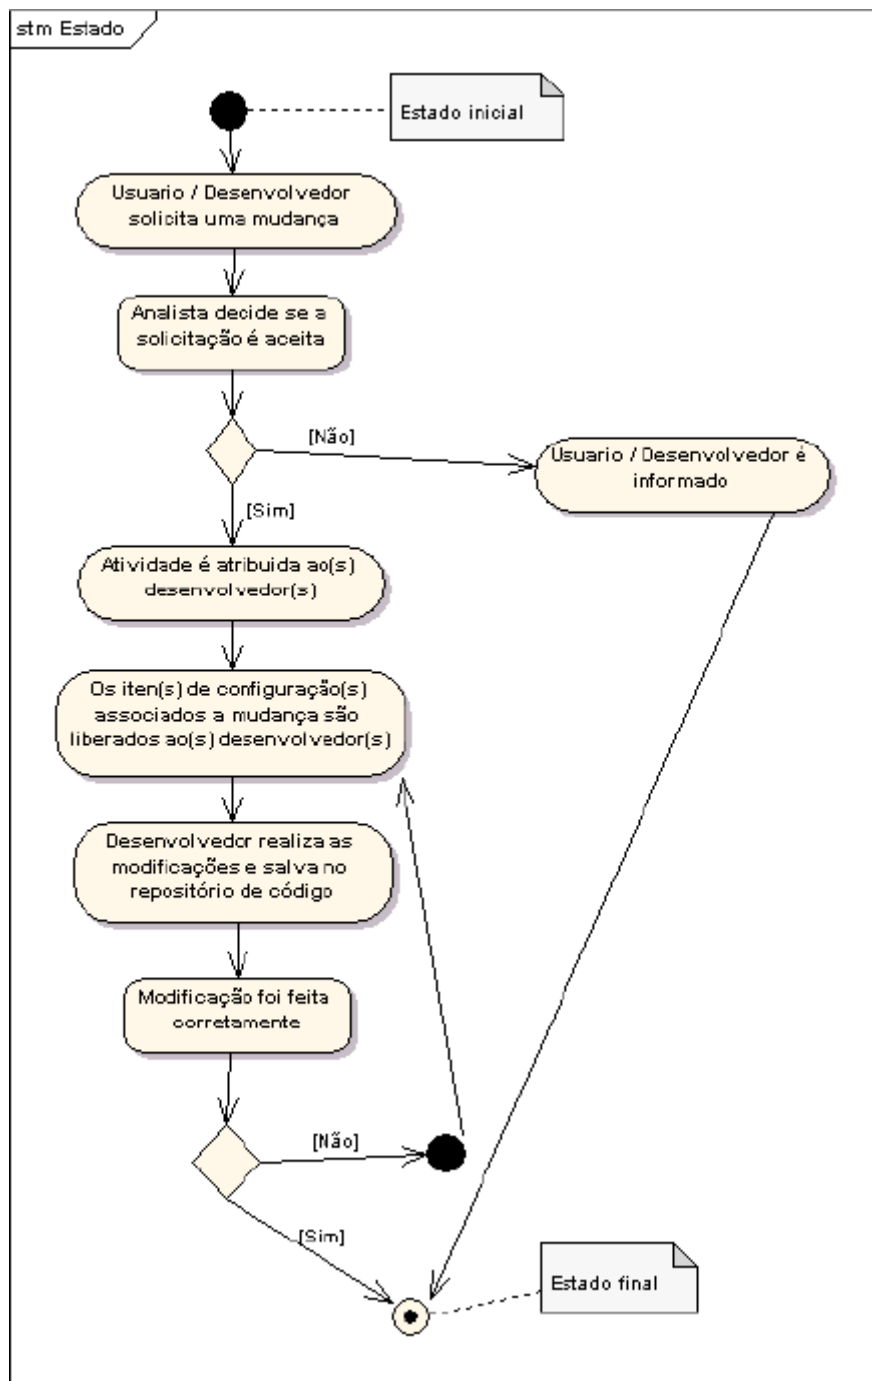 stm Estado
Estado inicial
Usuario / Desenvolvedor
solicita uma mudança
Analista decide se a
solicitação é aceita
[Não]
Usuario / Desenvolvedor é
informado
[Sim]
Atividade é atribuida ao(s)
desenvolvedor(s)
Os iten(s) de configuração(s)
associados a mudança são
liberados ao(s) desenvolvedor(s)
Desenvolvedor realiza as
modificações e salva no
repositório de código
Modificação foi feita
corretamente
[Não]
[Sim]
Estado final